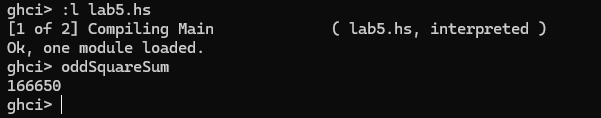 ghci> :l lab5.hs
[1 of 2] Compiling Main             ( lab5.hs, interpreted )
Ok, one module loaded.
ghci> oddSquareSum
166650
ghci>